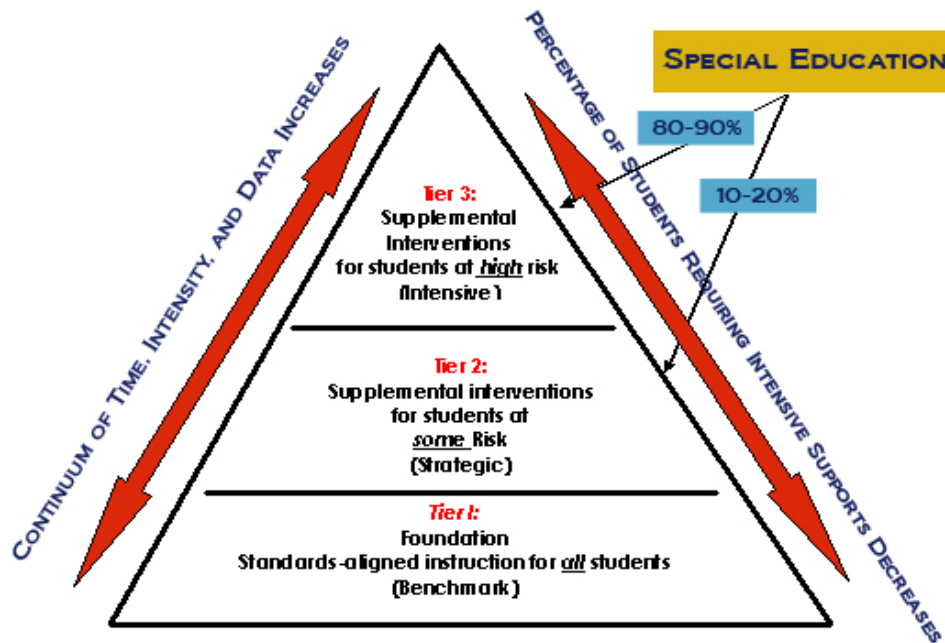 CONTINUUM OF TIME, INTENSITY, AND DATA INCREASES
PERCENTAGE OF STUDENTS REQUIRING INTENSIVE SUPPORTS DECREASES
SPECIAL EDUCATION
80-90%
10-20%
Tier 3:
Supplemental
Interventions
for students at high risk
(Intensive)
Tier 2:
Supplemental interventions
for students at
some Risk
(Strategic)
Tier I:
Foundation
Standards-aligned instruction for all students
(Benchmark)